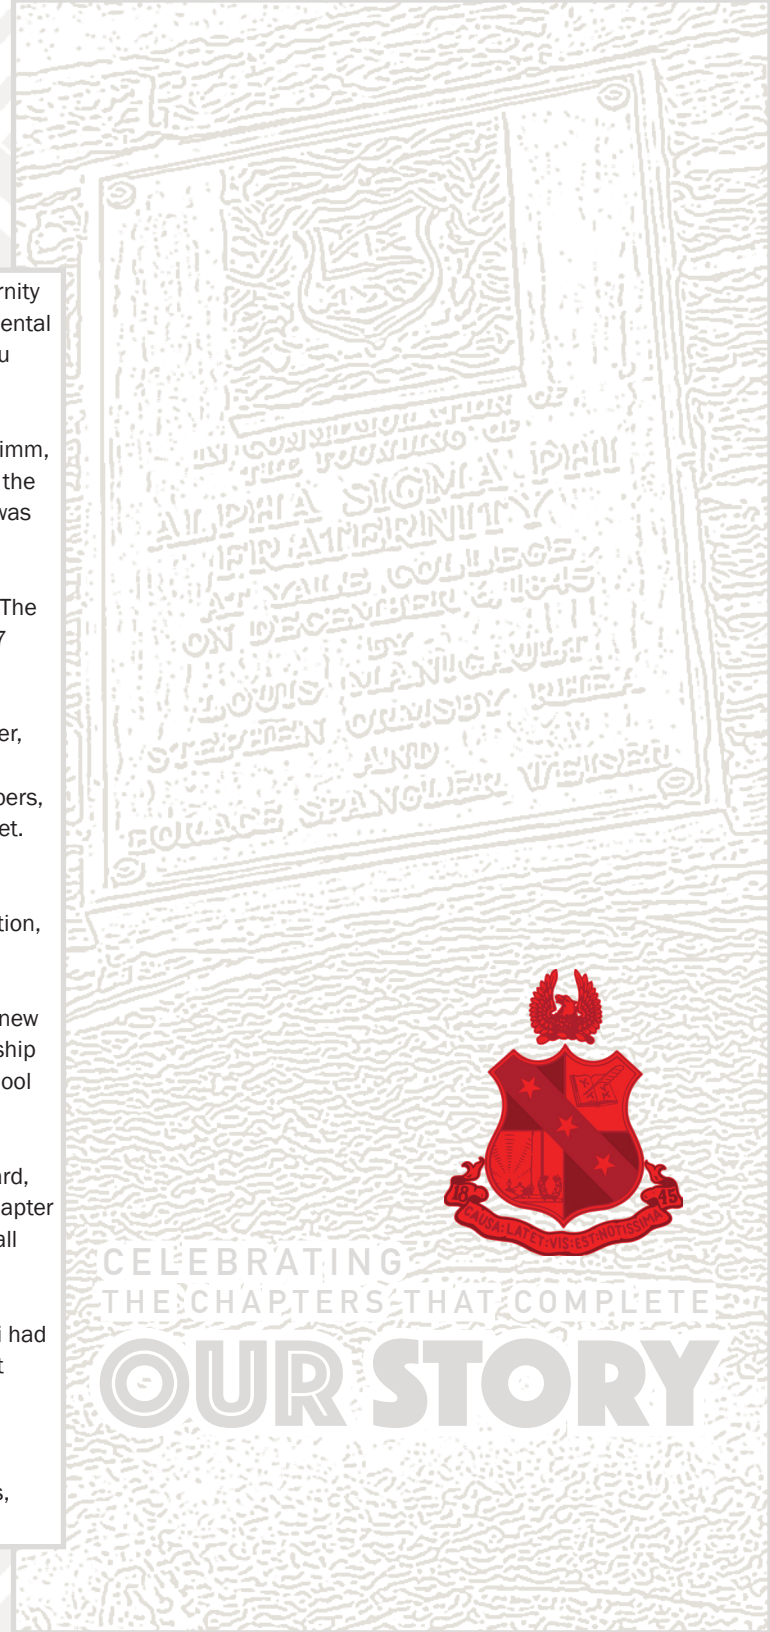 rnity
ental
u
imm,
the
was
The
7
er,
bers,
et.
tion,
new
ship
ool
ard,
apter
all
i had
t
s,
IN COMMEMORATION OF
THE FOUNDING OF
ALPHA SIGMA PHI
FRATERNITY
AT YALE COLLEGE
ON DECEMBER 6, 1845
BY
LOUIS MANIGAULT
STEPHEN ORMSBY RHEA
AND
HORACE SPANGLER WEISER
18 45
CAUSA·LATET:VIS:EST:NOTISSIMA
CELEBRATING
THE CHAPTERS THAT COMPLETE
OUR STORY